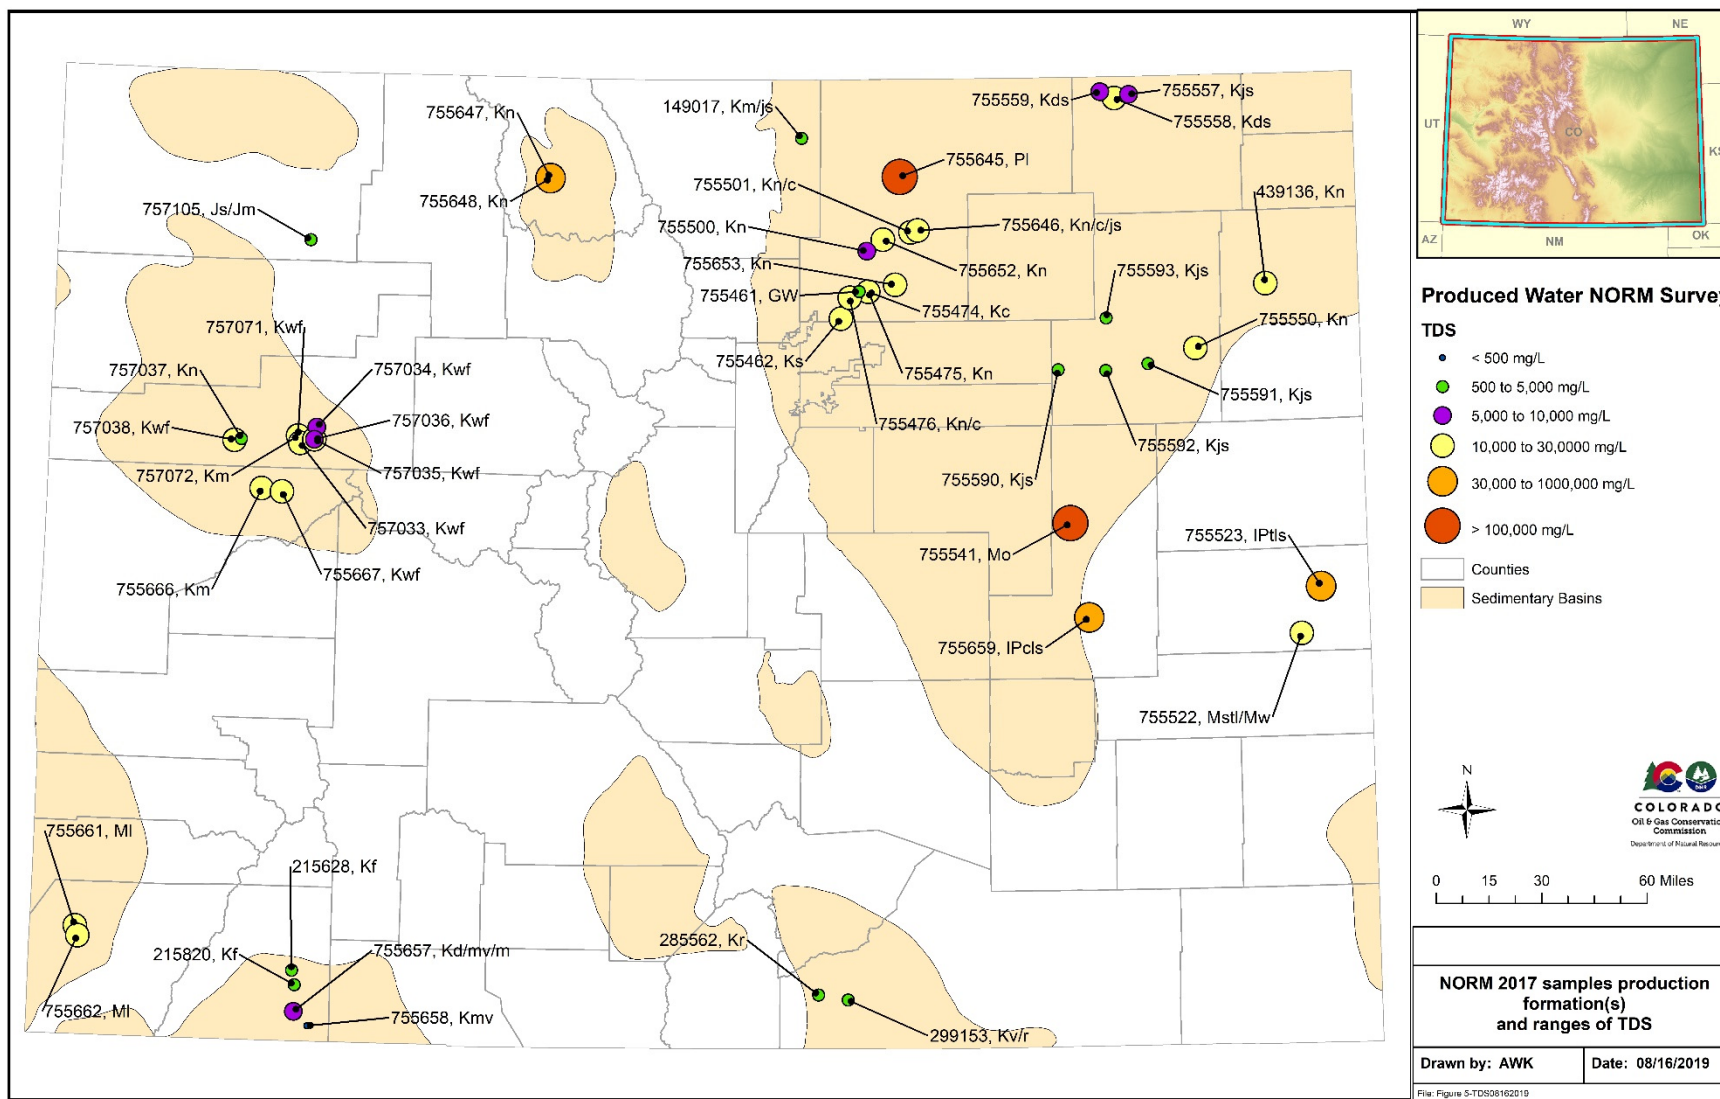 755647, Kn
149017, Km/js
755559, Kds
755557, Kjs
755558, Kds
755645, Pl
755648, Kn
755501, Kn/c
439136, Kn
757105, Js/Jm
755500, Kn
755646, Kn/c/js
755653, Kn
755652, Kn
755593, Kjs
755461, GW
755474, Kc
757071, Kwf
755550, Kn
755462, Ks
757037, Kn
757034, Kwf
755475, Kn
755591, Kjs
757038, Kwf
757036, Kwf
755476, Kn/c
755592, Kjs
757072, Km
757035, Kwf
755590, Kjs
757033, Kwf
755523, IPtls
755541, Mo
755666, Km
755667, Kwf
755659, IPcls
755522, Mstl/Mw
755661, Ml
215628, Kf
215820, Kf
755657, Kd/mv/m
285562, Kr
755662, Ml
755658, Kmv
299153, Kv/r
WY
NE
UT
CO
KS
AZ
NM
OK
Produced Water NORM Survey
TDS
< 500 mg/L
500 to 5,000 mg/L
5,000 to 10,000 mg/L
10,000 to 30,0000 mg/L
30,000 to 1000,000 mg/L
> 100,000 mg/L
Counties
Sedimentary Basins
N
COLORADO
Oil & Gas Conservation
Commission
Department of Natural Resour
0 15 30 60 Miles
NORM 2017 samples production
formation(s)
and ranges of TDS
Drawn by: AWK
Date: 08/16/2019
File: Figure 5-TDS08162019